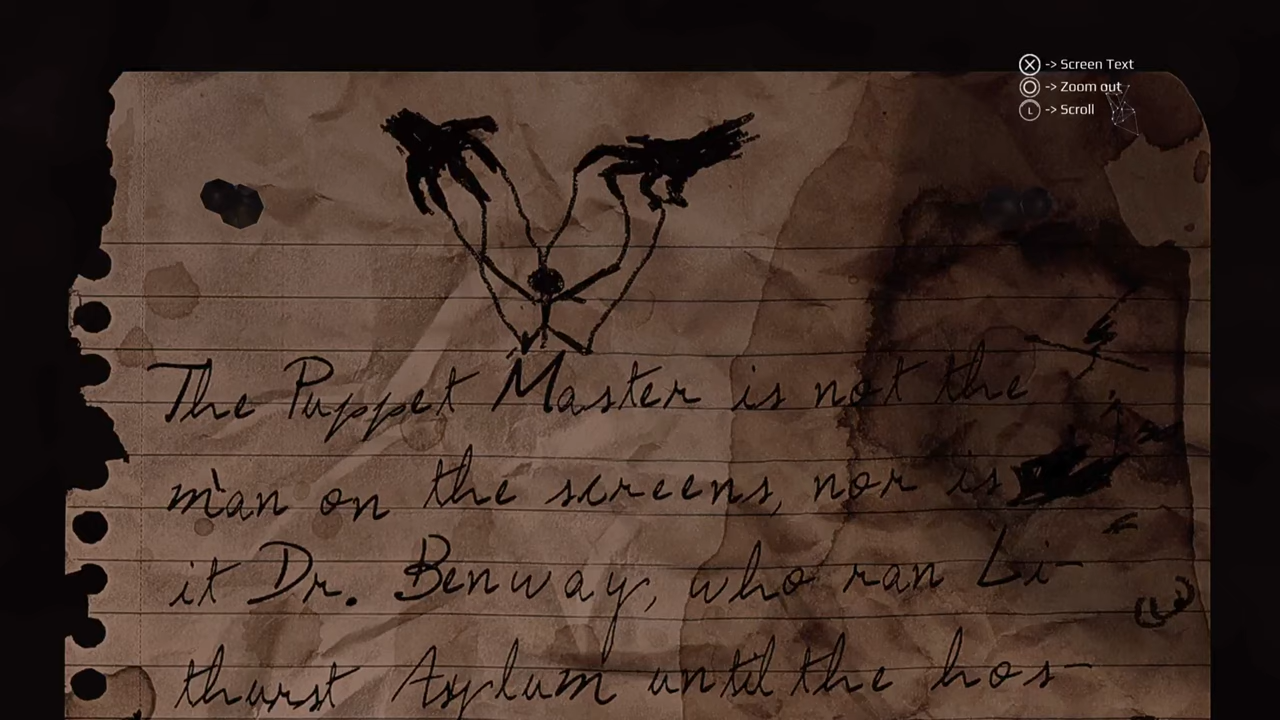 -> Screen Text
-> Zoom out
L -> Scroll
The Puppet Master is not the
man on the screens, nor is
it Dr. Benway, who ran Li-
thurst Asylum until the hos-